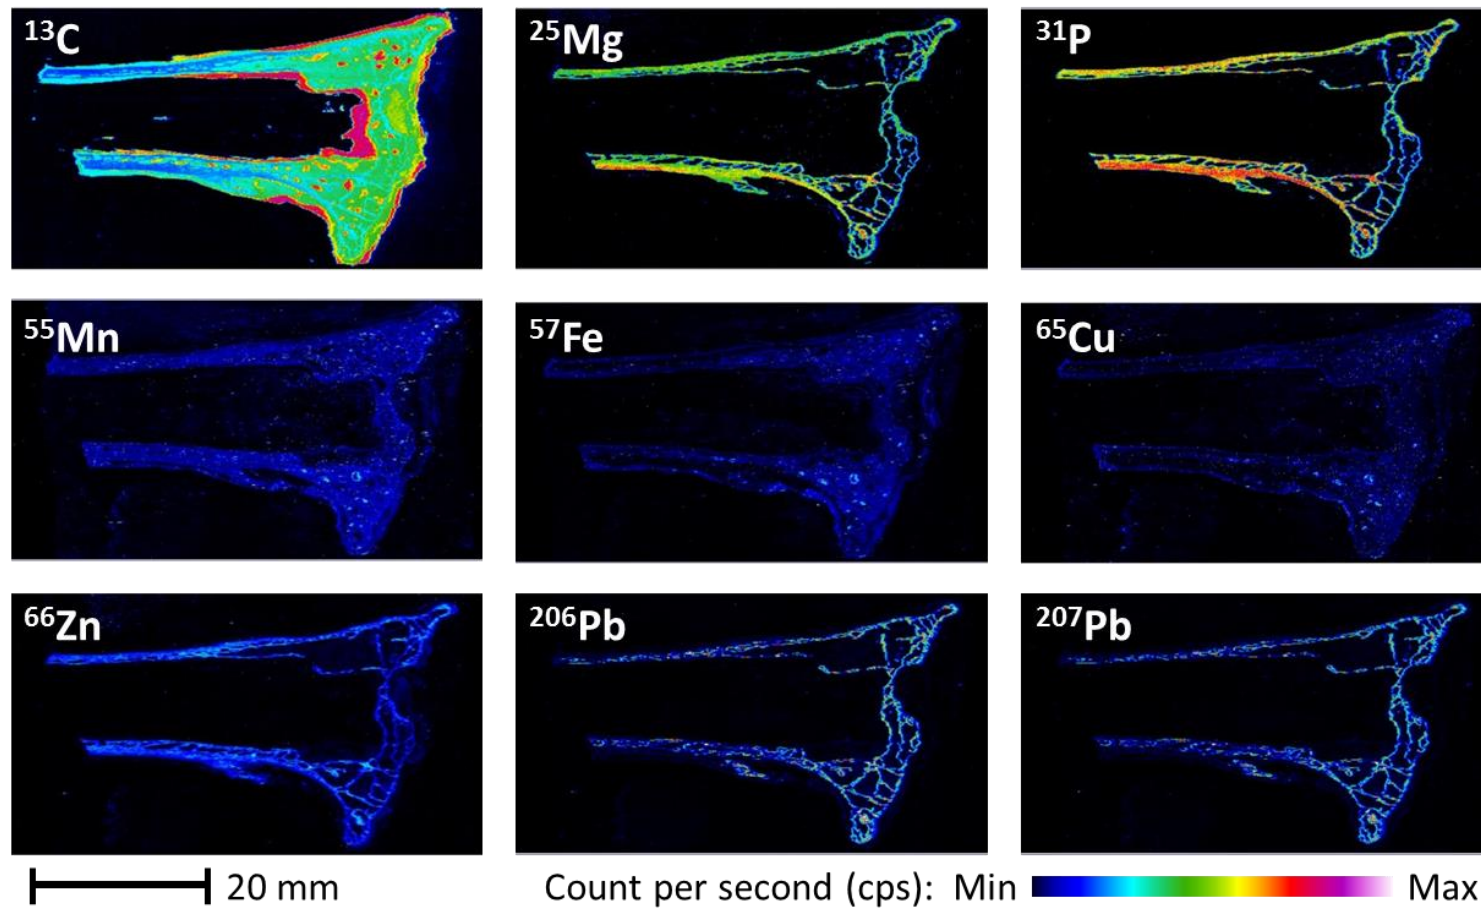 ¹³C
²⁵Mg
³¹P
⁵⁵Mn
⁵⁷Fe
⁶⁵Cu
⁶⁶Zn
²⁰⁶Pb
²⁰⁷Pb
20 mm
Count per second (cps): Min Max